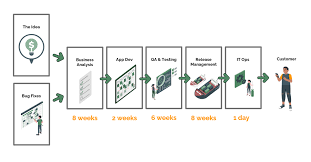 The Idea
Bug Fixes
Business
Analysis
App Dev
QA & Testing
Release
Management
IT Ops
Customer
8 weeks
2 weeks
6 weeks
8 weeks
1 day